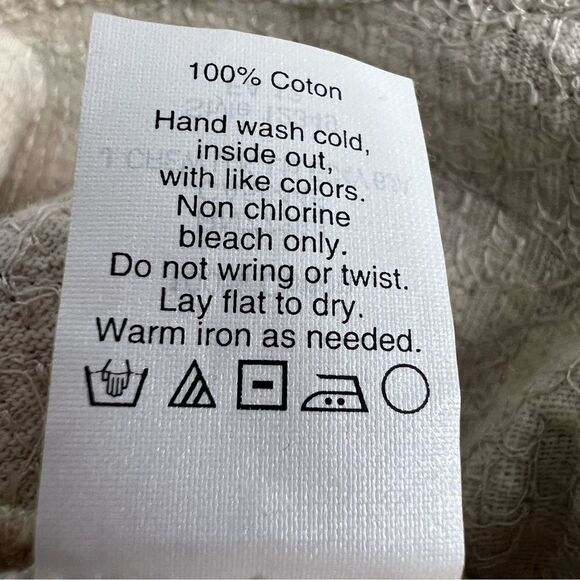 100% Coton
Hand wash cold,
inside out,
with like colors.
Non chlorine
bleach only.
Do not wring or twist.
Lay flat to dry.
Warm iron as needed.